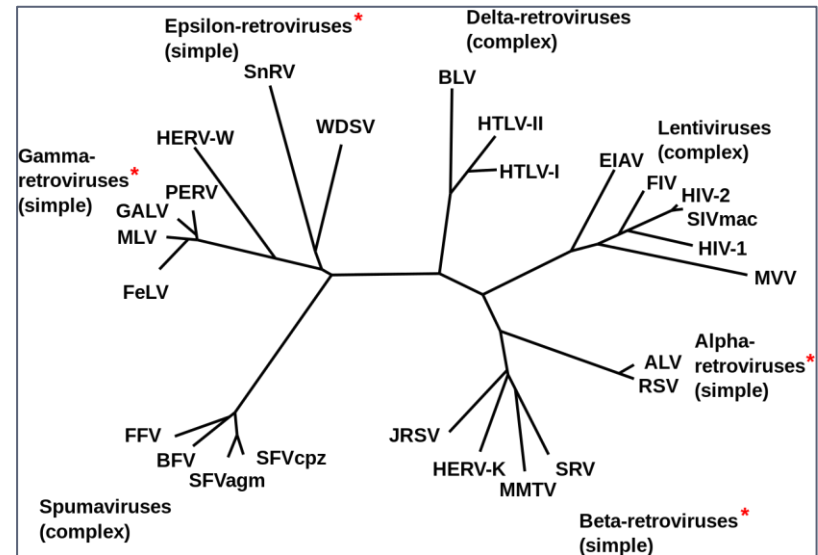 Epsilon-retroviruses*
(simple)
SnRV
WDSV
Delta-retroviruses
(complex)
BLV
HTLV-II
HTLV-I
Lentiviruses
(complex)
EIAV
FIV
HIV-2
SIVmac
HIV-1
MVV
Gamma-
retroviruses*
(simple)
HERV-W
PERV
GALV
MLV
FeLV
Alpha-
retroviruses*
(simple)
ALV
RSV
JRSV
HERV-K
MMTV
SRV
Beta-retroviruses*
(simple)
FFV
BFV
SFVagm
SFVcpz
Spumaviruses
(complex)